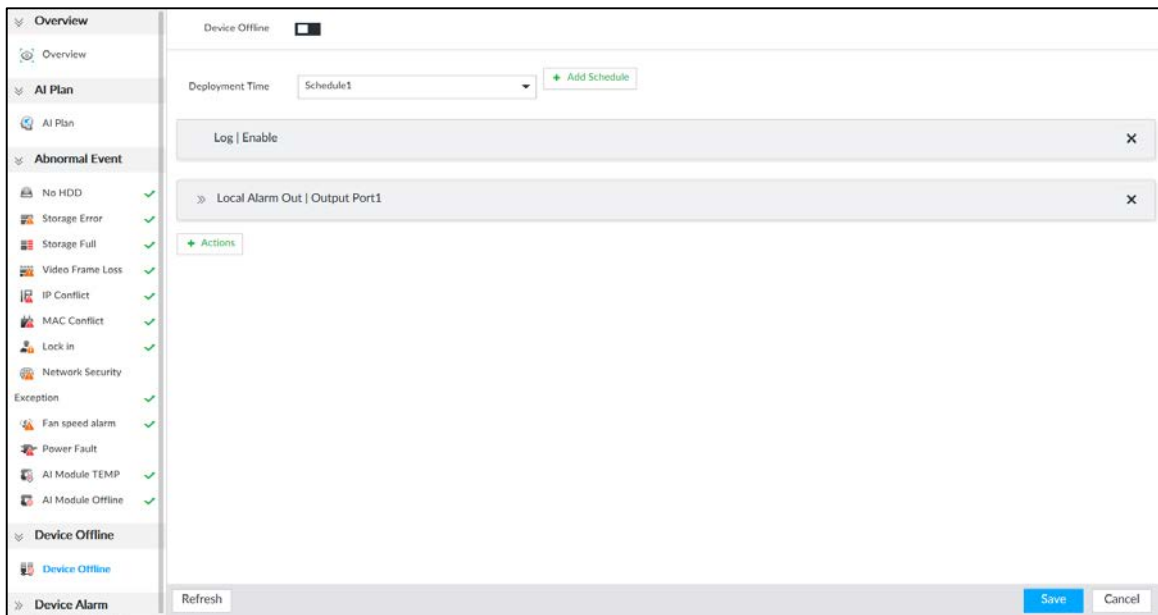 Overview
Overview
AI Plan
AI Plan
Abnormal Event
No HDD
Storage Error
Storage Full
Video Frame Loss
IP Conflict
MAC Conflict
Lock in
Network Security
Exception
Fan speed alarm
Power Fault
AI Module TEMP
AI Module Offline
Device Offline
Device Offline
Device Alarm
Device Offline
Deployment Time
Schedule1
+ Add Schedule
Log | Enable
Local Alarm Out | Output Port1
+ Actions
Refresh
Save
Cancel